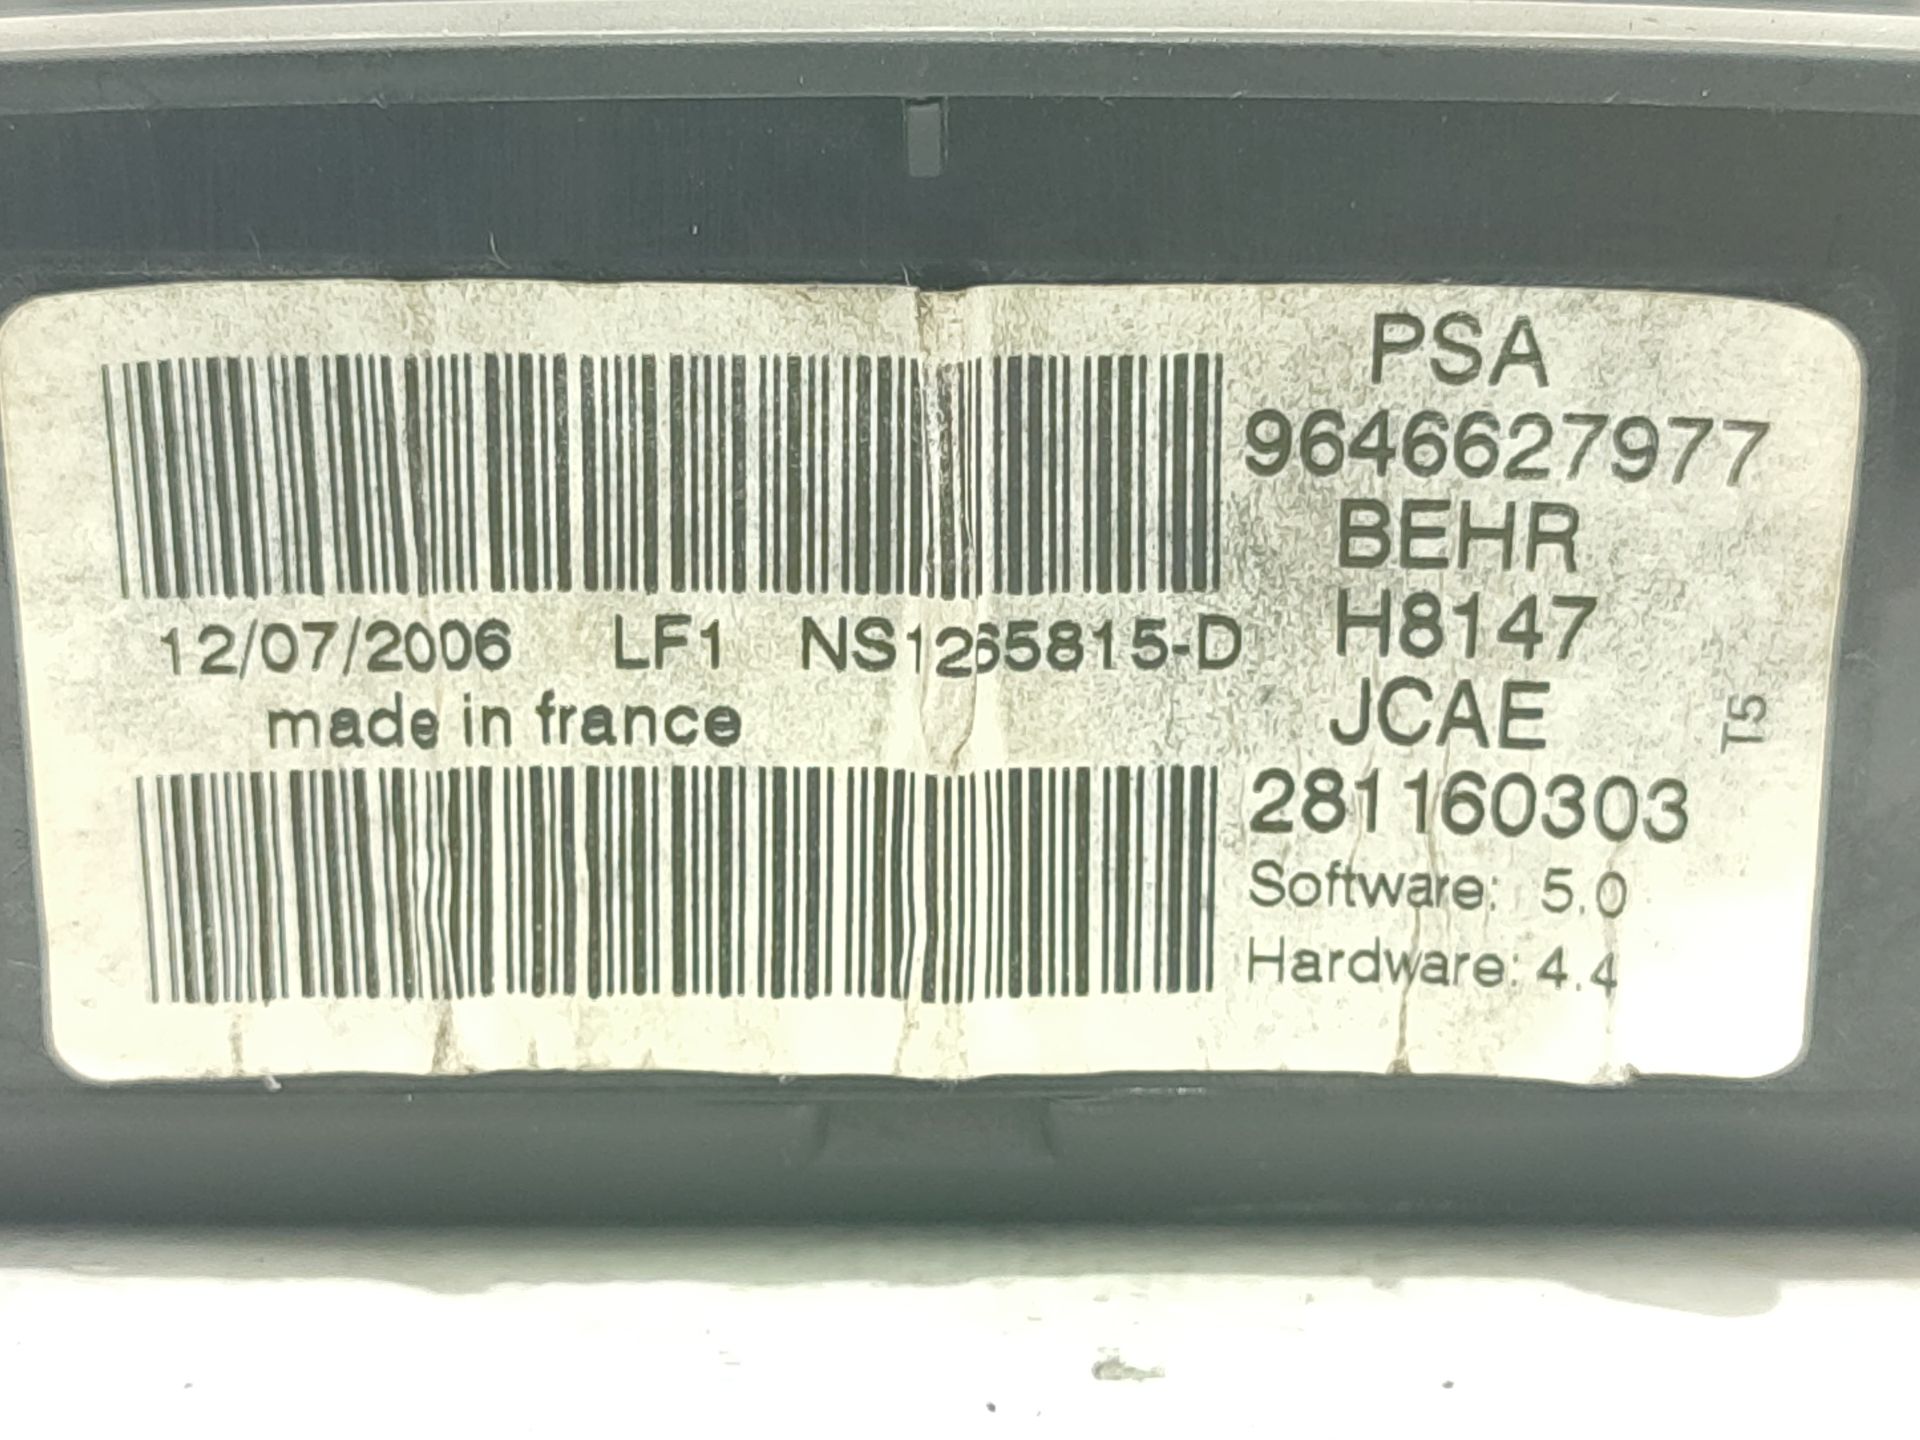 PSA
9646627977
BEHR
H8147
12/07/2006 LF1 NS1265815-D
made in france
JCAE
T5
281160303
Software: 5.0
Hardware: 4.4